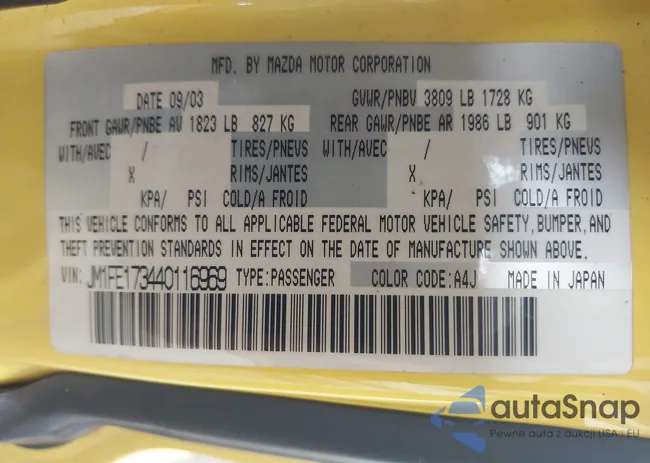 MFD. BY MAZDA MOTOR CORPORATION
DATE 09/03 GVWR/PNBV 3809 LB 1728 KG
FRONT GAWR/PNBE AV 1823 LB 827 KG REAR GAWR/PNBE AR 1986 LB 901 KG
WITH/AVEC / TIRES/PNEUS WITH/AVEC / TIRES/PNEUS
X RIMS/JANTES X RIMS/JANTES
KPA/ PSI COLD/A FROID KPA/ PSI COLD/A FROID
THIS VEHICLE CONFORMS TO ALL APPLICABLE FEDERAL MOTOR VEHICLE SAFETY, BUMPER, AND
THEFT PREVENTION STANDARDS IN EFFECT ON THE DATE OF MANUFACTURE SHOWN ABOVE.
VIN: JM1FE173440116969 TYPE: PASSENGER COLOR CODE: A4J MADE IN JAPAN
autaSnap
Pewne auta z aukcji USA i EU